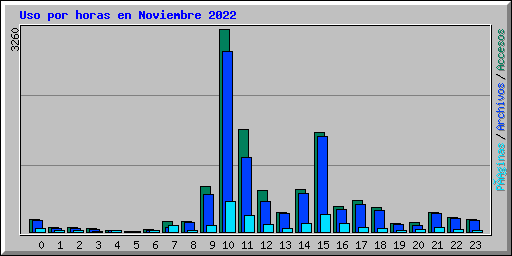 Uso por horas en Noviembre 2022
3260
Páginas/Archivos/Accesos
0 1 2 3 4 5 6 7 8 9 10 11 12 13 14 15 16 17 18 19 20 21 22 23